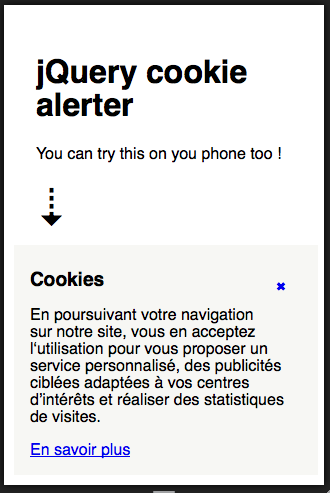 jQuery cookie
alerter
You can try this on you phone too !
Cookies
En poursuivant votre navigation
sur notre site, vous en acceptez
l‘utilisation pour vous proposer un
service personnalisé, des publicités
ciblées adaptées à vos centres
d’intérêts et réaliser des statistiques
de visites.
En savoir plus